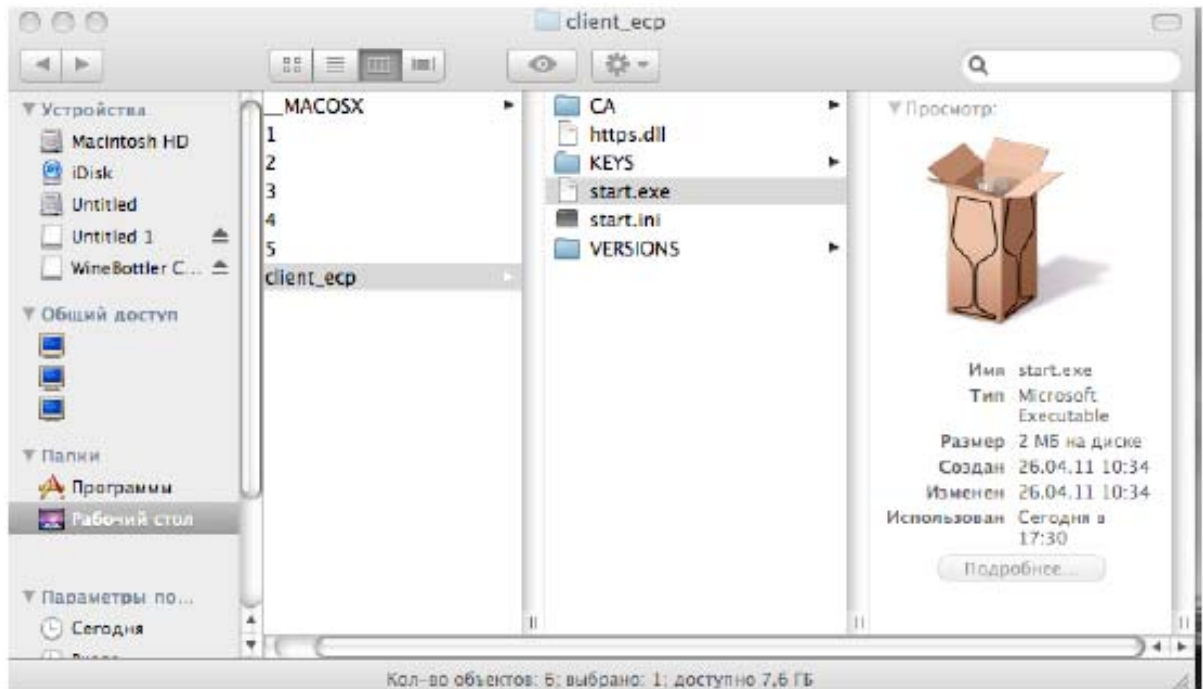 client_ecp
Устройства
Macintosh HD
iDisk
Untitled
Untitled 1
WineBottler C...
Общий доступ
Папки
Программы
Рабочий стол
Параметры по...
Сегодня
__MACOSX
1
2
3
4
5
client_ecp
CA
https.dll
KEYS
start.exe
start.ini
VERSIONS
Просмотр:
Имя start.exe
Тип Microsoft
Executable
Размер 2 МБ на диске
Создан 26.04.11 10:34
Изменен 26.04.11 10:34
Использован Сегодня в
17:30
Подробнее...
Кол-во объектов: 6; выбрано: 1; доступно 7,6 ГБ